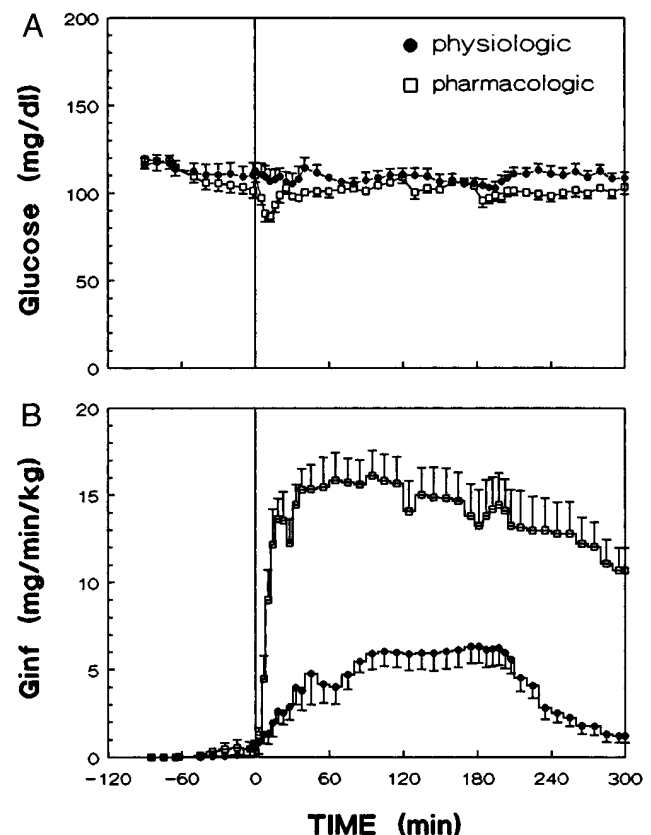 A
200
physiologic
pharmacologic
150
100
50
0
Glucose (mg/dl)
B
20
15
10
5
0
Ginf (mg/min/kg)
-120 -60 0 60 120 180 240 300
TIME (min)